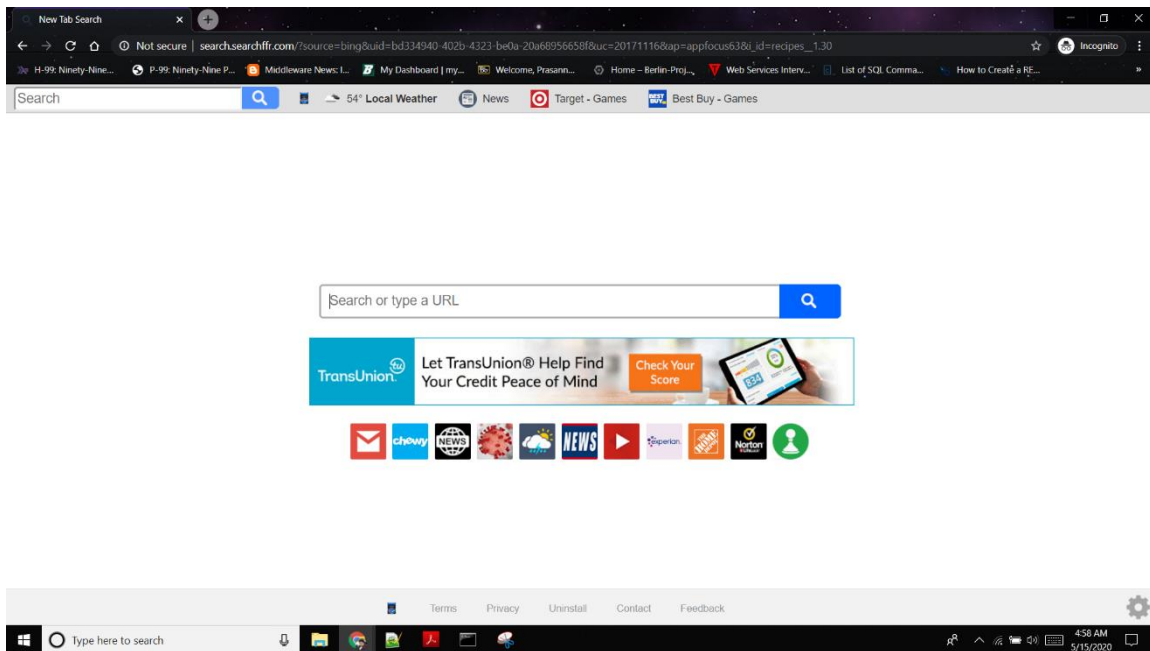 New Tab Search
Not secure | search.searchffr.com/?source=bing&uid=bd334940-402b-4323-be0a-20a68956658f&uc=20171116&ap=appfocus63&i_id=recipes__1.30
Incognito
H-99: Ninety-Nine... P-99: Ninety-Nine P... Middleware News: I... My Dashboard | my... Welcome, Prasann... Home – Berlin-Proj... Web Services Interv... List of SQL Comma... How to Create a RE... »
Search 54° Local Weather News Target - Games Best Buy - Games
Search or type a URL
TransUnion. tu
Let TransUnion® Help Find
Your Credit Peace of Mind
Check Your
Score
834
chewy NEWS NEWS experian. THE HOME DEPOT Norton
Terms Privacy Uninstall Contact Feedback
Type here to search
4:58 AM
5/15/2020